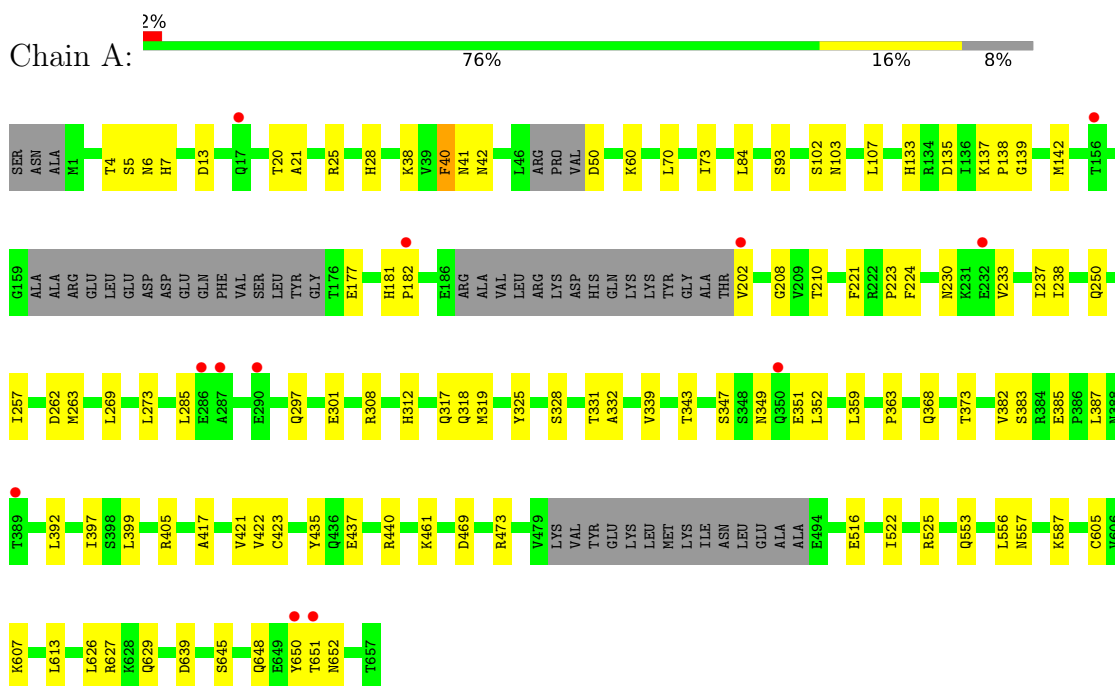 2%
Chain A:
76% 16% 8%
SER ASN ALA M1 T4 S5 N6 H7 D13 Q17 T20 A21 R25 H28 K38 V39 F40 N41 N42 L46 ARG PRO VAL D50 K60 L70 I73 L84 S93 S102 N103 L107 H133 R134 D135 I136 K137 P138 G139 M142 T156
G159 ALA ALA ARG GLU LEU GLU ASP ASP GLU GLN PHE VAL SER LEU TYR GLY T176 E177 H181 P182 E186 ARG ALA VAL LEU ARG LYS ASP HIS GLN LYS LYS TYR GLY ALA THR V202 G208 V209 T210 F221 R222 P223 F224 N230 K231 E232 V233 I237 I238 Q250
I257 D262 M263 L269 L273 L285 E286 A287 E290 Q297 E301 R308 H312 Q317 Q318 M319 Y325 S328 T331 A332 V339 T343 S347 S348 N349 Q350 E351 L352 L359 P363 Q368 T373 V382 S383 R384 E385 P386 L387 N388
T389 L392 I397 S398 L399 R405 A417 V421 V422 C423 Y435 Q436 E437 R440 K461 D469 R473 V479 LYS VAL TYR GLU LYS LEU MET LYS ILE ASN LEU GLU ALA ALA E494 E516 I522 R525 Q553 L556 N557 K587 C605 V606
K607 L613 L626 R627 K628 Q629 D639 S645 Q648 E649 Y650 T651 N652 T657